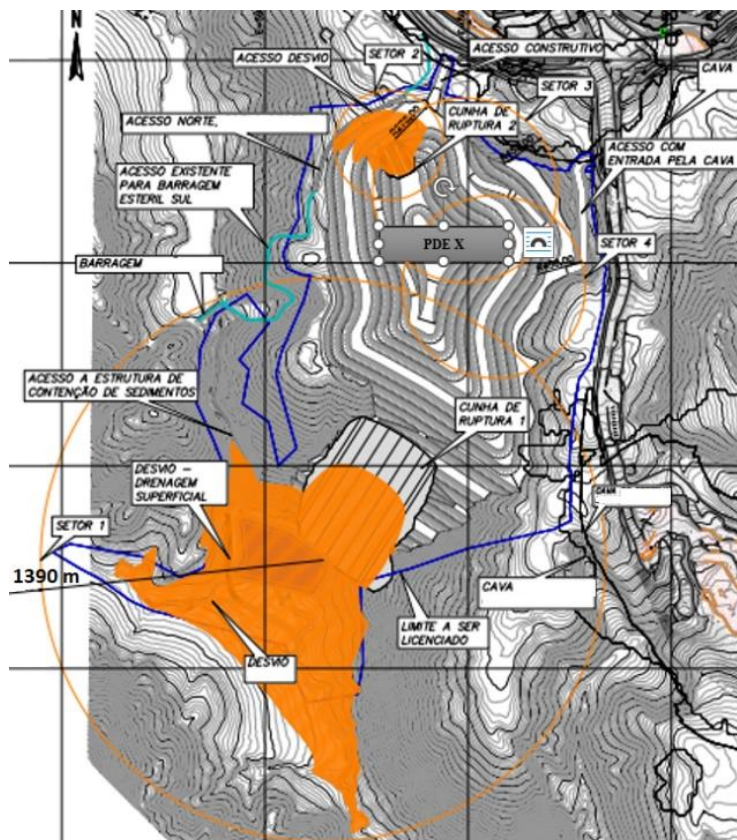 N
ACESSO DESVIO
SETOR 2
ACESSO CONSTRUTIVO
CAVA
CUNHA DE
RUPTURA 2
SETOR 3
ACESSO NORTE,
ACESSO COM
ENTRADA PELA CAVA
ACESSO EXISTENTE
PARA BARRAGEM
ESTERIL SUL
PDE X
SETOR 4
BARRAGEM
ACESSO A ESTRUTURA DE
CONTENÇÃO DE SEDIMENTOS
CUNHA DE
RUPTURA 1
DESVIO –
DRENAGEM
SUPERFICIAL
CAVA
SETOR 1
1390 m
CAVA
LIMITE A SER
LICENCIADO
DESVIO